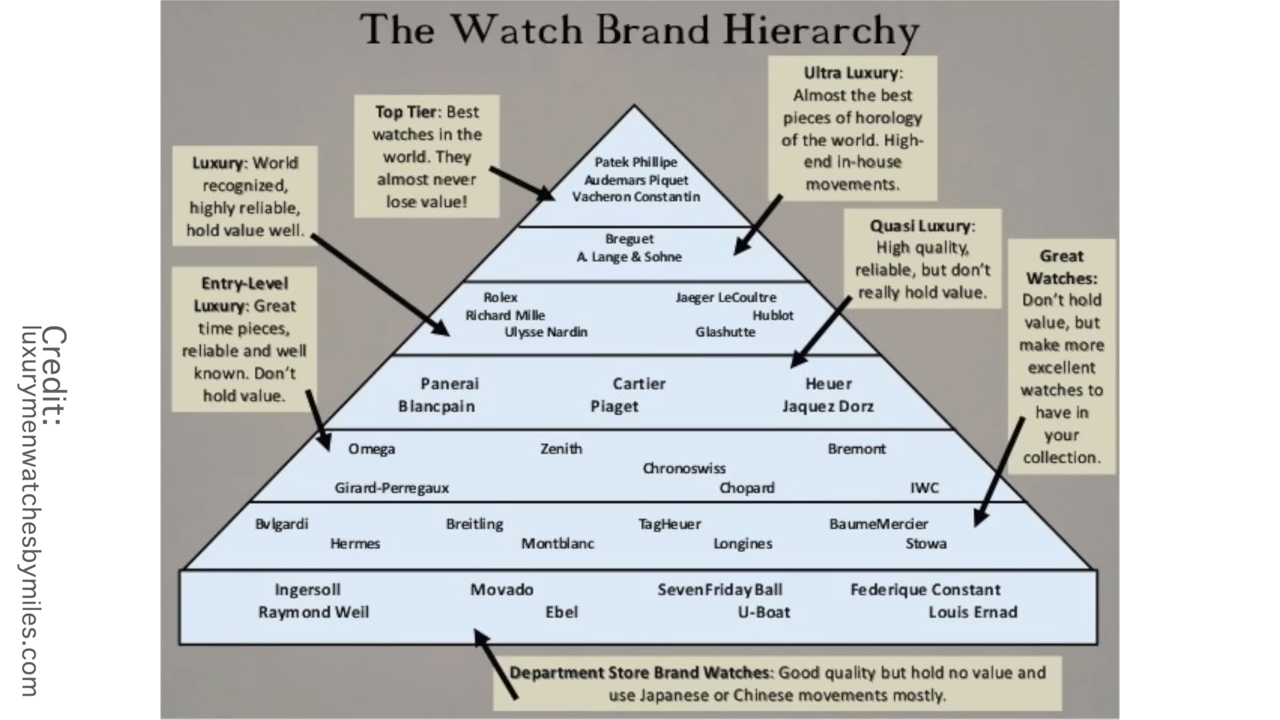 The Watch Brand Hierarchy
Ultra Luxury:
Almost the best
pieces of horology
of the world. High-
end in-house
movements.
Top Tier: Best
watches in the
world. They
almost never
lose value!
Luxury: World
recognized,
highly reliable,
hold value well.
Quasi Luxury:
High quality,
reliable, but don't
really hold value.
Great
Watches:
Don't hold
value, but
make more
excellent
watches to
have in
your
collection.
Entry-Level
Luxury: Great
time pieces,
reliable and well
known. Don't
hold value.
Patek Phillipe
Audemars Piquet
Vacheron Constantin
Breguet
A. Lange & Sohne
Rolex Jaeger LeCoultre
Richard Mille Hublot
Ulysse Nardin Glashutte
Panerai Cartier Heuer
Blancpain Piaget Jaquez Dorz
Omega Zenith Bremont
Chronoswiss
Girard-Perregaux Chopard IWC
Bvlgardi Breitling TagHeuer BaumeMercier
Hermes Montblanc Longines Stowa
Ingersoll Movado SevenFriday Ball Federique Constant
Raymond Weil Ebel U-Boat Louis Ernad
Department Store Brand Watches: Good quality but hold no value and
use Japanese or Chinese movements mostly.
Credit:
luxurymenwatchesbymiles.com